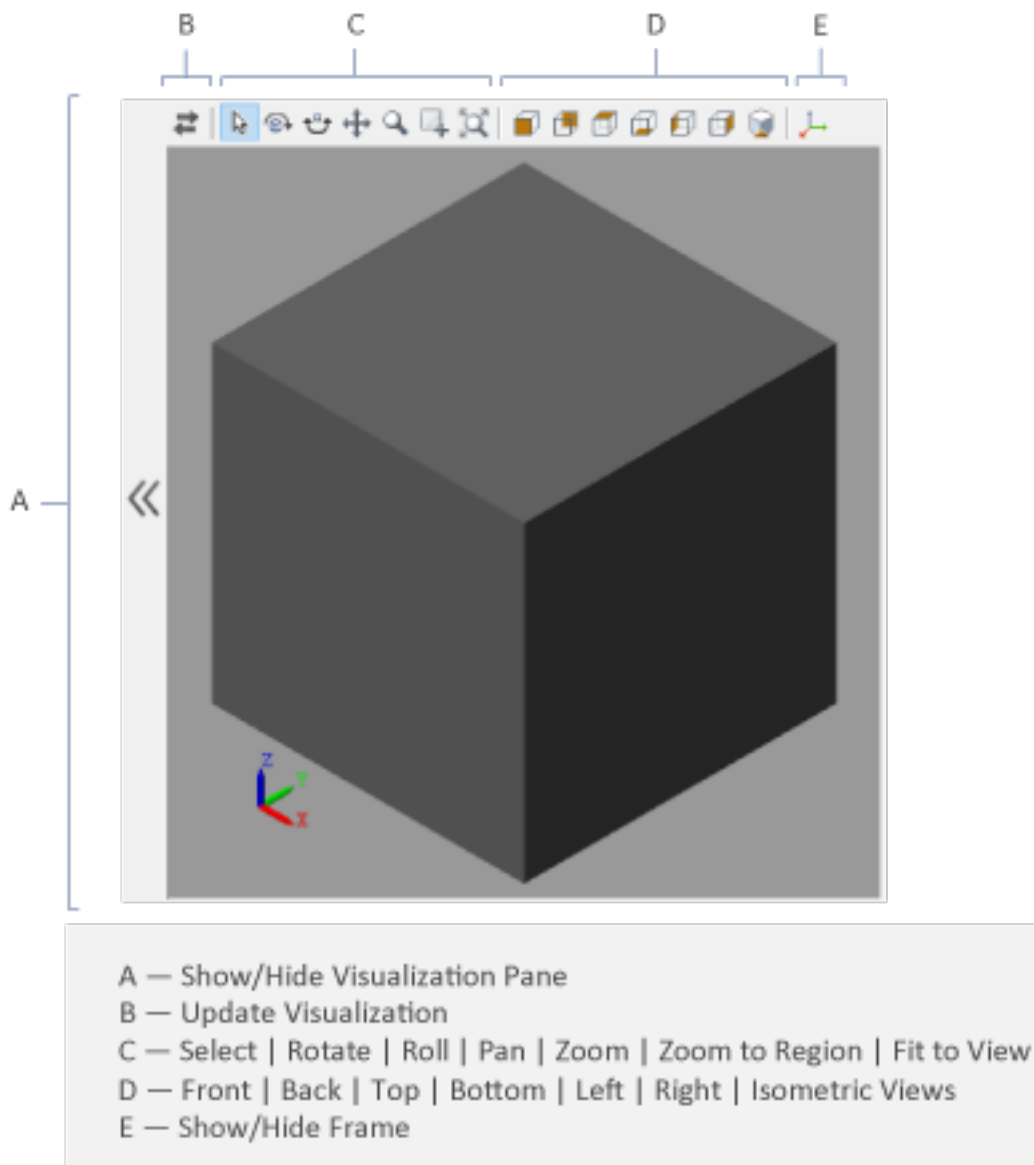 B C D E
A
Z
Y
X
A — Show/Hide Visualization Pane
B — Update Visualization
C — Select | Rotate | Roll | Pan | Zoom | Zoom to Region | Fit to View
D — Front | Back | Top | Bottom | Left | Right | Isometric Views
E — Show/Hide Frame